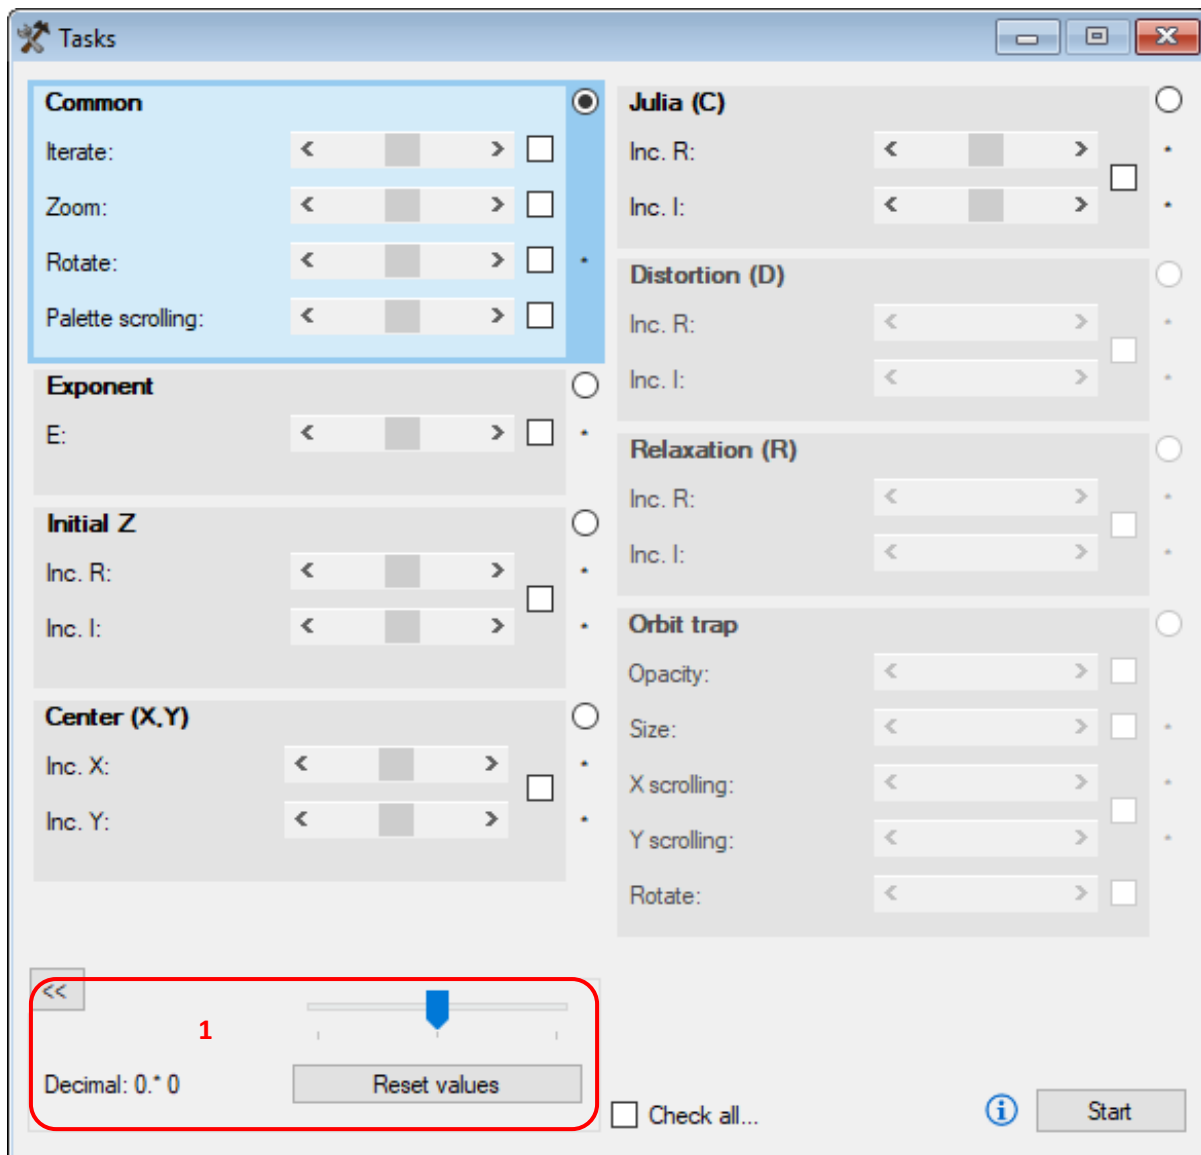 Tasks
Common
Iterate:
Zoom:
Rotate: *
Palette scrolling:
Exponent
E: *
Initial Z
Inc. R: *
Inc. I: *
Center (X,Y)
Inc. X: *
Inc. Y: *
Julia (C)
Inc. R: *
Inc. I: *
Distortion (D)
Inc. R: *
Inc. I: *
Relaxation (R)
Inc. R: *
Inc. I: *
Orbit trap
Opacity:
Size: *
X scrolling: *
Y scrolling: *
Rotate:
<<
1
Decimal: 0.* 0
Reset values
Check all...
Start